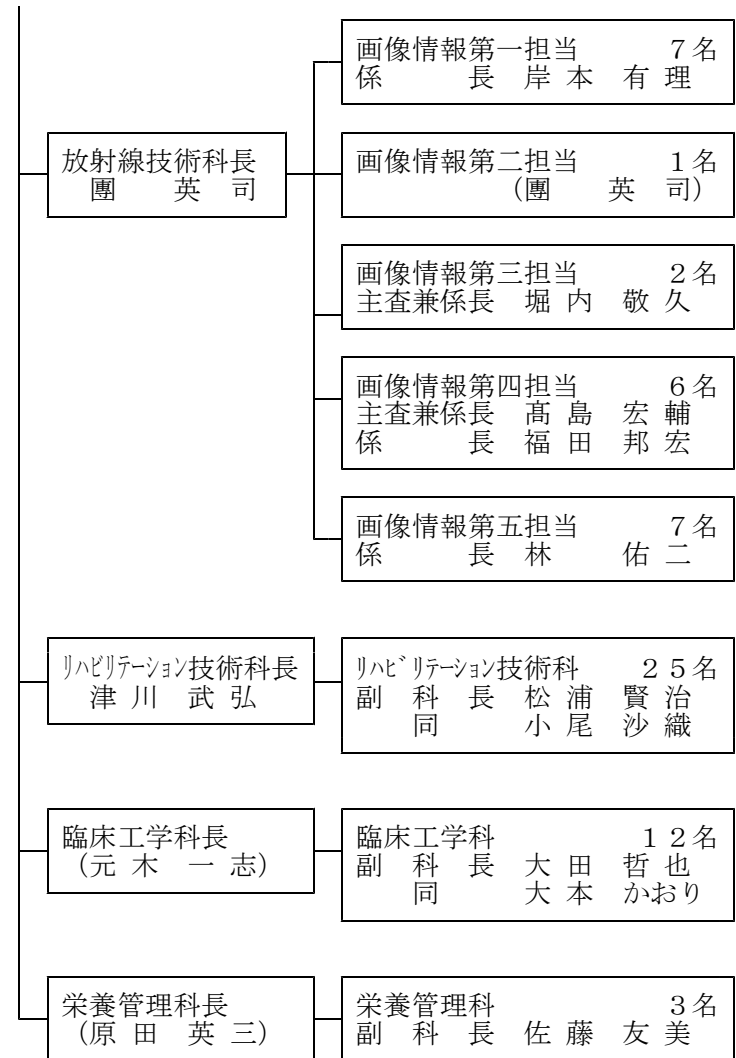 画像情報第一担当 7名
係 長 岸 本 有 理
放射線技術科長
團 英 司
画像情報第二担当 1名
(團 英 司)
画像情報第三担当 2名
主査兼係長 堀 内 敬 久
画像情報第四担当 6名
主査兼係長 髙 島 宏 輔
係 長 福 田 邦 宏
画像情報第五担当 7名
係 長 林 佑 二
ﾘﾊﾋﾞﾘﾃｰｼｮﾝ技術科長
津 川 武 弘
ﾘﾊﾋﾞﾘﾃｰｼｮﾝ技術科 25名
副 科 長 松 浦 賢 治
同 小 尾 沙 織
臨床工学科長
(元 木 一 志)
臨床工学科 12名
副 科 長 大 田 哲 也
同 大 本 かおり
栄養管理科長
(原 田 英 三)
栄養管理科 3名
副 科 長 佐 藤 友 美